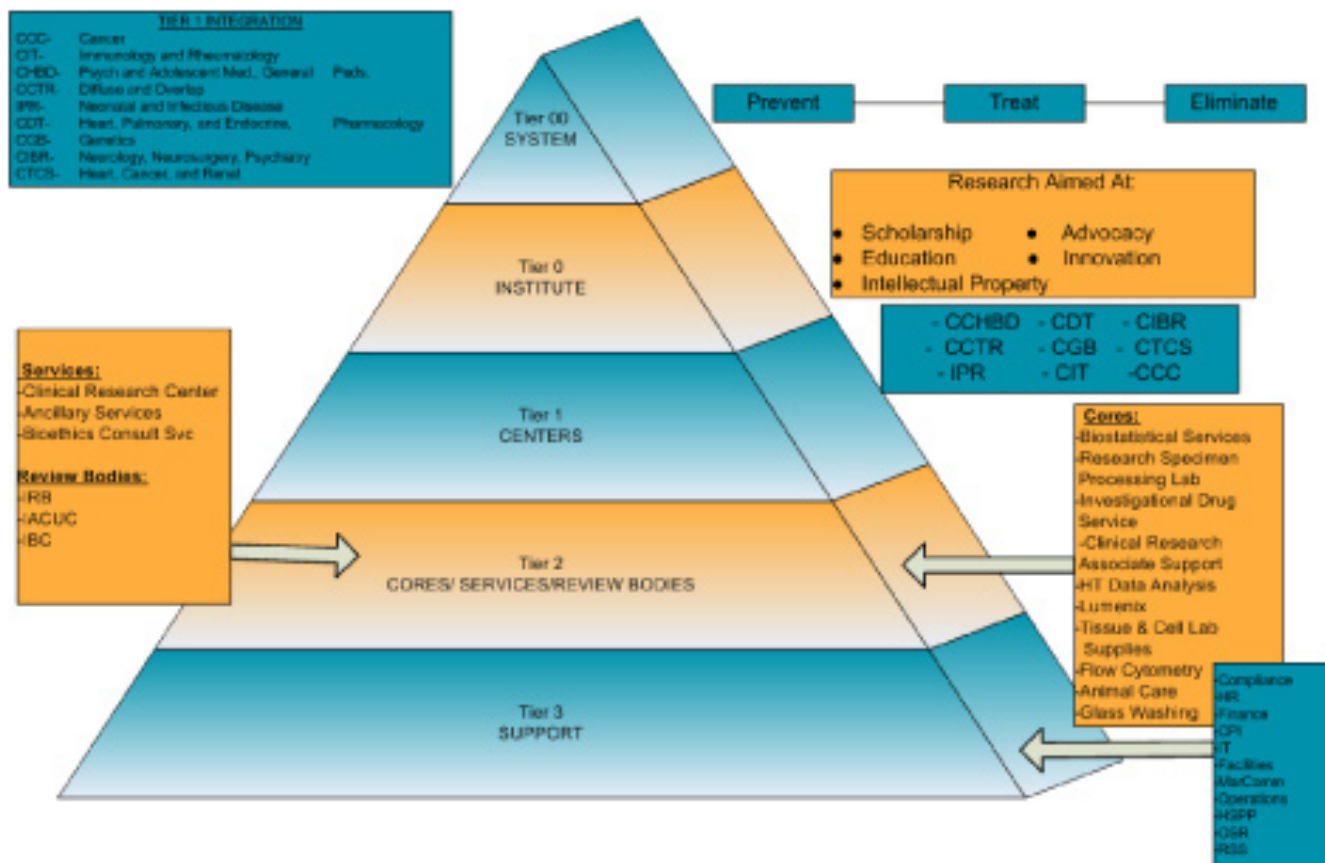 TIER 1 INTEGRATION
CCC- Cancer
CIT- Immunology and Rheumatology
CHBD- Psych and Adolescent Med., General Peds.
CCTR- Diffuse and Overlap
IPR- Neonatal and Infectious Disease
CDT- Heart, Pulmonary, and Endocrine, Pharmacology
CGB- Genetics
CIBR- Neurology, Neurosurgery, Psychiatry
CTCS- Heart, Cancer, and Renal
Prevent
Treat
Eliminate
Tier 00
SYSTEM
Research Aimed At:
● Scholarship ● Advocacy
● Education ● Innovation
● Intellectual Property
Tier 0
INSTITUTE
- CCHBD - CDT - CIBR
- CCTR - CGB - CTCS
- IPR - CIT -CCC
Services:
-Clinical Research Center
-Ancillary Services
-Bioethics Consult Svc
Review Bodies:
-IRB
-IACUC
-IBC
Tier 1
CENTERS
Cores:
-Biostatistical Services
-Research Specimen
Processing Lab
-Investigational Drug
Service
-Clinical Research
Associate Support
-HT Data Analysis
-Lumenix
-Tissue & Cell Lab
Supplies
-Flow Cytometry
-Animal Care
-Glass Washing
Tier 2
CORES/ SERVICES/REVIEW BODIES
Tier 3
SUPPORT
-Compliance
-HR
-Finance
-IT
-Facilities
-MarComm
-Operations
-HSPP
-OSR
-RSS